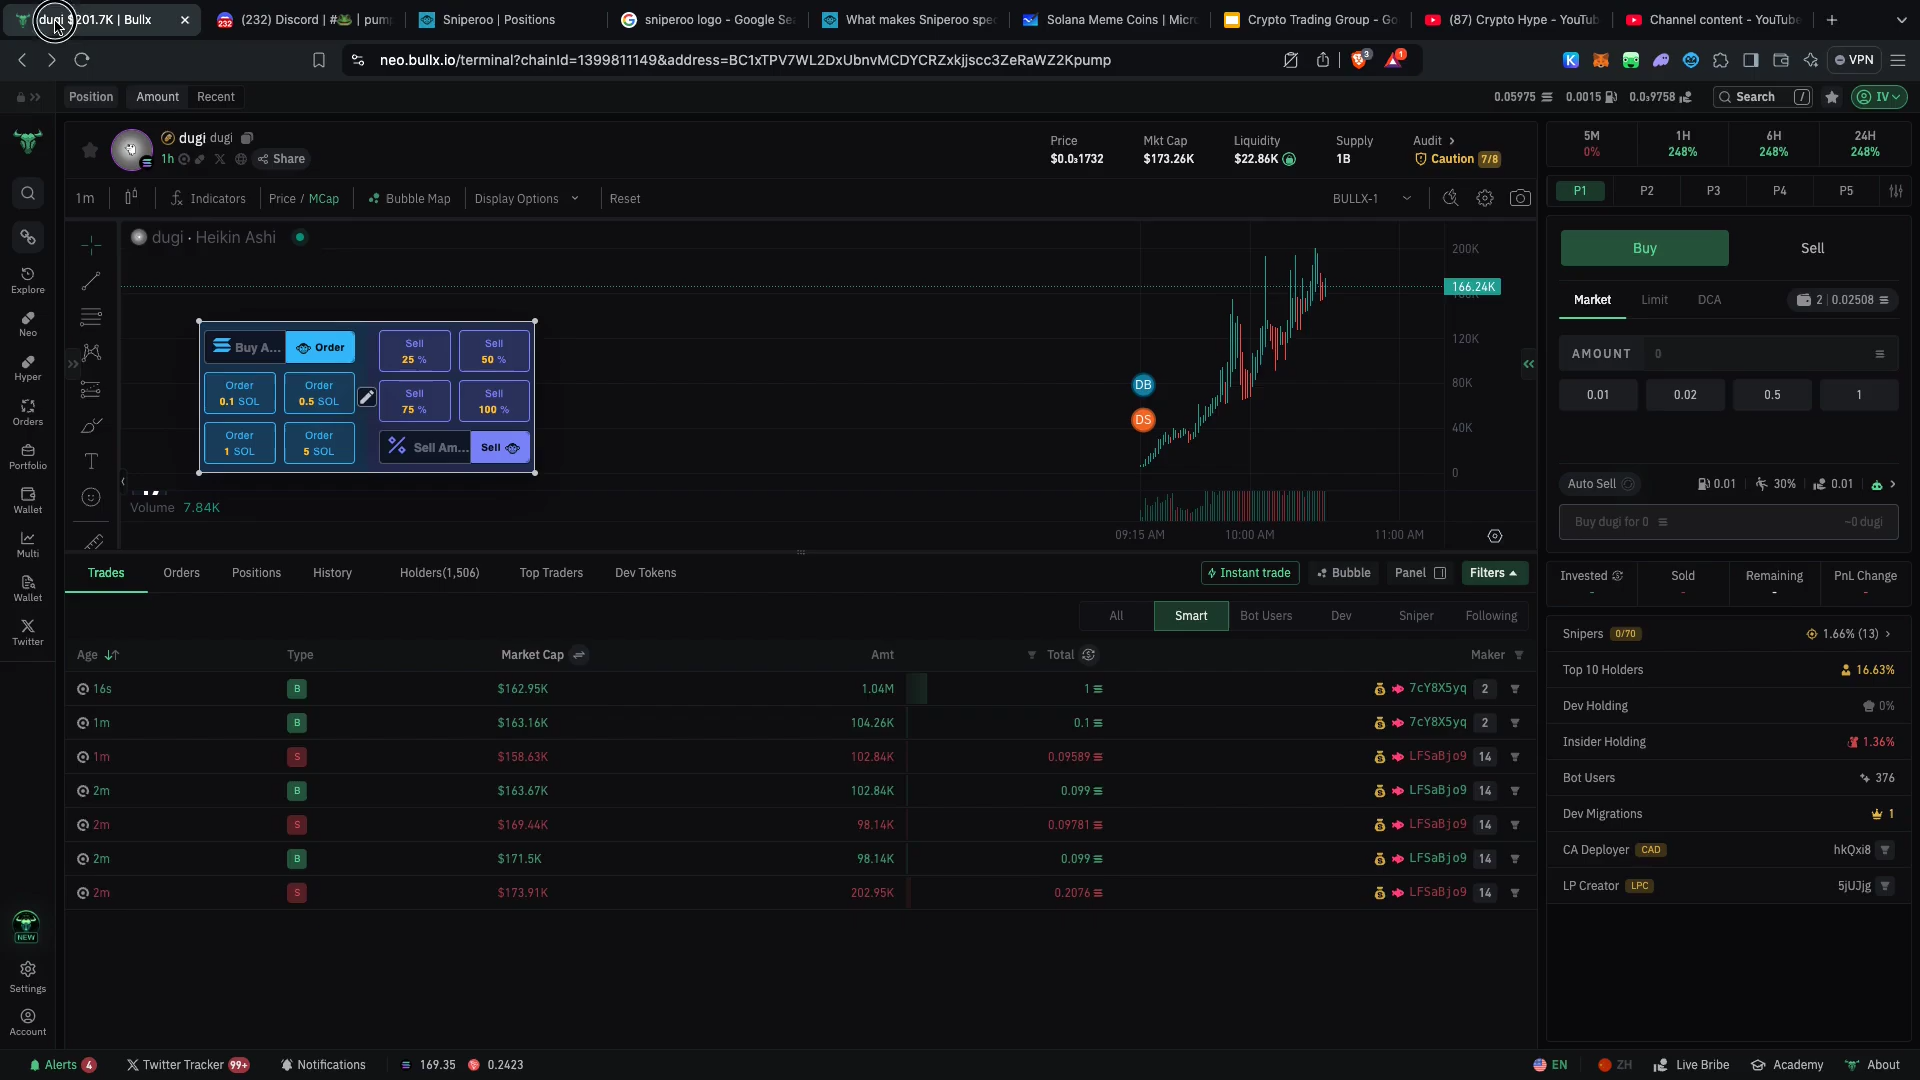 dugi $201.7K | Bullx
(232) Discord | #🐸 | pump
Sniperoo | Positions
sniperoo logo - Google Sea
What makes Sniperoo spec
Solana Meme Coins | Micro
Crypto Trading Group - Go
(87) Crypto Hype - YouTub
Channel content - YouTube
neo.bullx.io/terminal?chainId=1399811149&address=BC1xTPV7WL2DxUbnvMCDYCRZxkjjscc3ZeRaWZ2Kpump
3
1
VPN
Position Amount Recent
0.05975 0.0015 0.0₃9758 Search / IV
dugi dugi
1h Share
Price $0.0₃1732
Mkt Cap $173.26K
Liquidity $22.86K
Supply 1B
Audit Caution 7/8
5M 0%
1H 248%
6H 248%
24H 248%
1m Indicators Price / MCap Bubble Map Display Options Reset BULLX-1
P1 P2 P3 P4 P5
dugi · Heikin Ashi
200K
166.24K
120K
80K
40K
0
Buy A... Order
Order 0.1 SOL
Order 0.5 SOL
Order 1 SOL
Order 5 SOL
Sell 25 %
Sell 50 %
Sell 75 %
Sell 100 %
Sell Am... Sell
DB
DS
Volume 7.84K
09:15 AM 10:00 AM 11:00 AM
Explore
Neo
Hyper
Orders
Portfolio
Wallet
Multi
Wallet
Twitter
NEW
Settings
Account
Buy Sell
Market Limit DCA 2 | 0.02508
AMOUNT 0
0.01 0.02 0.5 1
Auto Sell 0.01 30% 0.01
Buy dugi for 0 ~0 dugi
Invested -
Sold -
Remaining -
PnL Change -
Snipers 0/70 1.66% (13)
Top 10 Holders 16.63%
Dev Holding 0%
Insider Holding 1.36%
Bot Users 376
Dev Migrations 1
CA Deployer CAD hkQxi8
LP Creator LPC 5jUJjg
Trades Orders Positions History Holders(1,506) Top Traders Dev Tokens
Instant trade Bubble Panel Filters
All Smart Bot Users Dev Sniper Following
Age Type Market Cap Amt Total Maker
16s B $162.95K 1.04M 1 7cY8X5yq 2
1m B $163.16K 104.26K 0.1 7cY8X5yq 2
1m S $158.63K 102.84K 0.09589 LFSaBjo9 14
2m B $163.67K 102.84K 0.099 LFSaBjo9 14
2m S $169.44K 98.14K 0.09781 LFSaBjo9 14
2m B $171.5K 98.14K 0.099 LFSaBjo9 14
2m S $173.91K 202.95K 0.2076 LFSaBjo9 14
Alerts 4 Twitter Tracker 99+ Notifications 169.35 0.2423
EN ZH Live Bribe Academy About